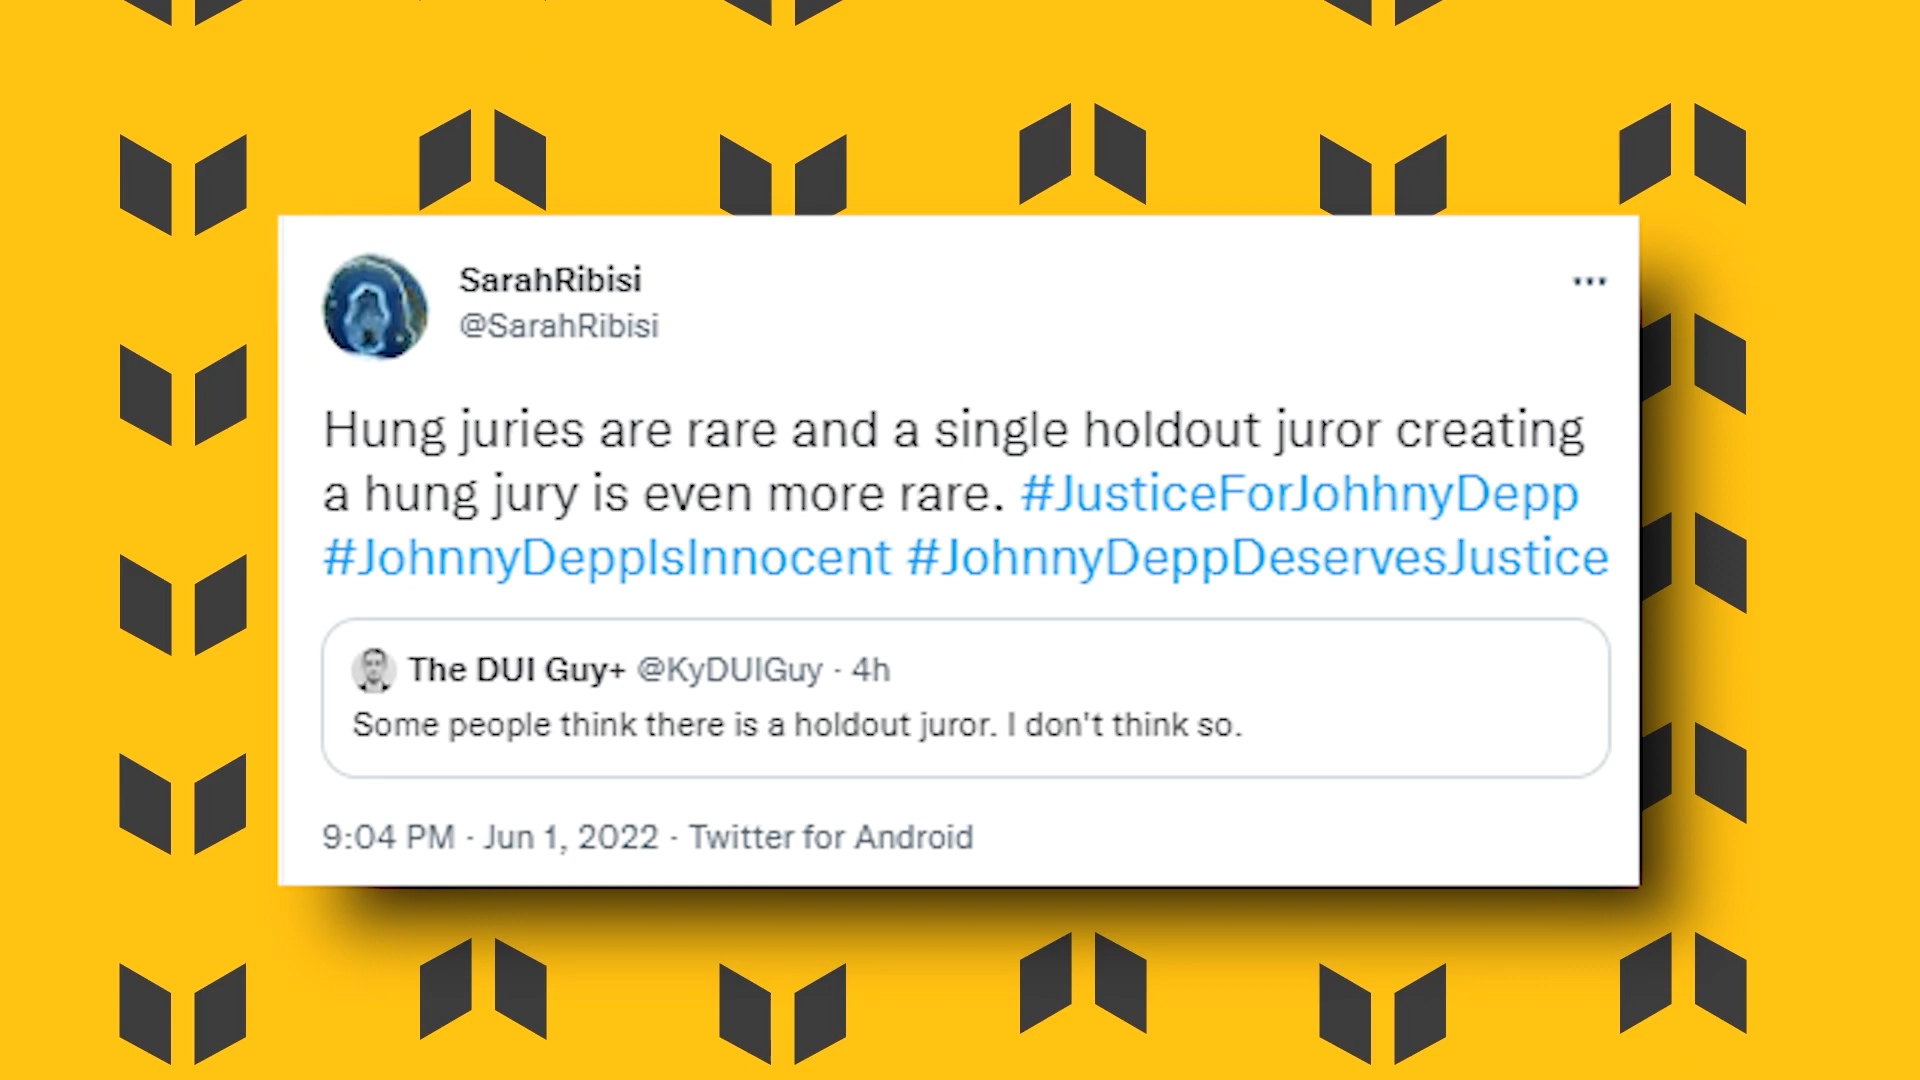 SarahRibisi
@SarahRibisi
Hung juries are rare and a single holdout juror creating
a hung jury is even more rare. #JusticeForJohhnyDepp
#JohnnyDeppIsInnocent #JohnnyDeppDeservesJustice
The DUI Guy+ @KyDUIGuy · 4h
Some people think there is a holdout juror. I don't think so.
9:04 PM · Jun 1, 2022 · Twitter for Android